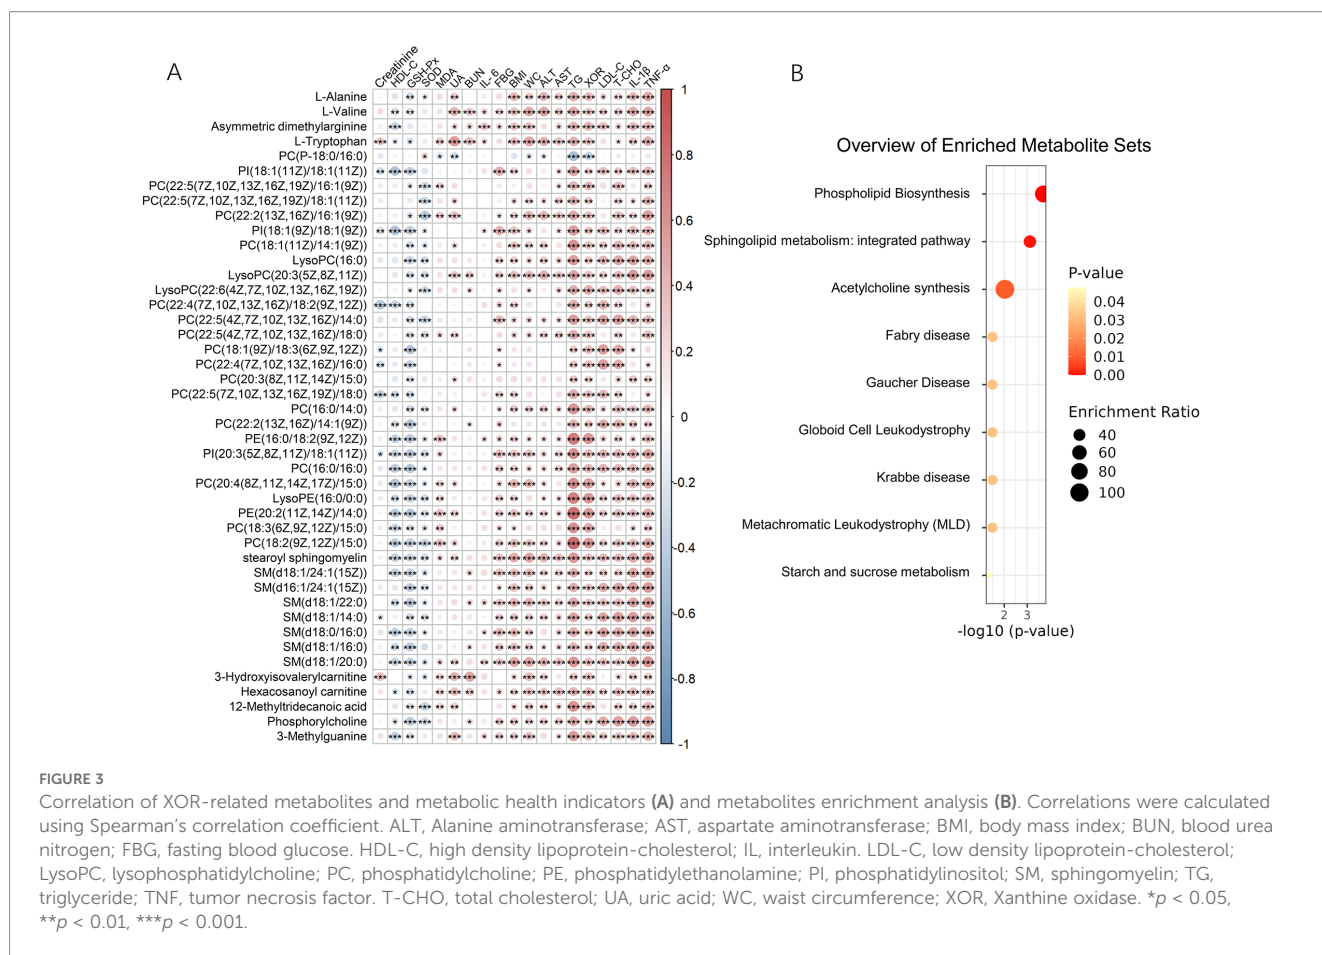 A
Creatinine
HDL-C
GSH-Px
SOD
MDA
UA
BUN
IL- 6
FBG
BMI
WC
ALT
AST
TG
XOR
LDL-C
T-CHO
IL-1β
TNF-α
L-Alanine
L-Valine
Asymmetric dimethylarginine
L-Tryptophan
PC(P-18:0/16:0)
PI(18:1(11Z)/18:1(11Z))
PC(22:5(7Z,10Z,13Z,16Z,19Z)/16:1(9Z))
PC(22:5(7Z,10Z,13Z,16Z,19Z)/18:1(11Z))
PC(22:2(13Z,16Z)/16:1(9Z))
PI(18:1(9Z)/18:1(9Z))
PC(18:1(11Z)/14:1(9Z))
LysoPC(16:0)
LysoPC(20:3(5Z,8Z,11Z))
LysoPC(22:6(4Z,7Z,10Z,13Z,16Z,19Z))
PC(22:4(7Z,10Z,13Z,16Z)/18:2(9Z,12Z))
PC(22:5(4Z,7Z,10Z,13Z,16Z)/14:0)
PC(22:5(4Z,7Z,10Z,13Z,16Z)/18:0)
PC(18:1(9Z)/18:3(6Z,9Z,12Z))
PC(22:4(7Z,10Z,13Z,16Z)/16:0)
PC(20:3(8Z,11Z,14Z)/15:0)
PC(22:5(7Z,10Z,13Z,16Z,19Z)/18:0)
PC(16:0/14:0)
PC(22:2(13Z,16Z)/14:1(9Z))
PE(16:0/18:2(9Z,12Z))
PI(20:3(5Z,8Z,11Z)/18:1(11Z))
PC(16:0/16:0)
PC(20:4(8Z,11Z,14Z,17Z)/15:0)
LysoPE(16:0/0:0)
PE(20:2(11Z,14Z)/14:0)
PC(18:3(6Z,9Z,12Z)/15:0)
PC(18:2(9Z,12Z)/15:0)
stearoyl sphingomyelin
SM(d18:1/24:1(15Z))
SM(d16:1/24:1(15Z))
SM(d18:1/22:0)
SM(d18:1/14:0)
SM(d18:0/16:0)
SM(d18:1/16:0)
SM(d18:1/20:0)
3-Hydroxyisovalerylcarnitine
Hexacosanoyl carnitine
12-Methyltridecanoic acid
Phosphorylcholine
3-Methylguanine
1
0.8
0.6
0.4
0.2
0
-0.2
-0.4
-0.6
-0.8
-1
B
Overview of Enriched Metabolite Sets
Phospholipid Biosynthesis
Sphingolipid metabolism: integrated pathway
Acetylcholine synthesis
Fabry disease
Gaucher Disease
Globoid Cell Leukodystrophy
Krabbe disease
Metachromatic Leukodystrophy (MLD)
Starch and sucrose metabolism
2 3
-log10 (p-value)
P-value
0.04
0.03
0.02
0.01
0.00
Enrichment Ratio
40
60
80
100
FIGURE 3
Correlation of XOR-related metabolites and metabolic health indicators (A) and metabolites enrichment analysis (B). Correlations were calculated
using Spearman's correlation coefficient. ALT, Alanine aminotransferase; AST, aspartate aminotransferase; BMI, body mass index; BUN, blood urea
nitrogen; FBG, fasting blood glucose. HDL-C, high density lipoprotein-cholesterol; IL, interleukin. LDL-C, low density lipoprotein-cholesterol;
LysoPC, lysophosphatidylcholine; PC, phosphatidylcholine; PE, phosphatidylethanolamine; PI, phosphatidylinositol; SM, sphingomyelin; TG,
triglyceride; TNF, tumor necrosis factor. T-CHO, total cholesterol; UA, uric acid; WC, waist circumference; XOR, Xanthine oxidase. *p < 0.05,
**p < 0.01, ***p < 0.001.